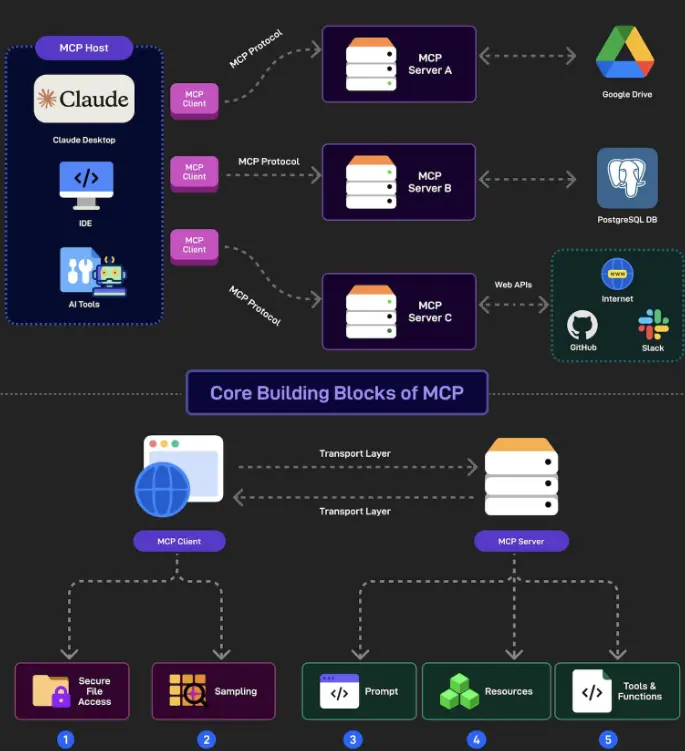 MCP Host
Claude
Claude Desktop
IDE
AI Tools
MCP
Client
MCP Protocol
MCP
Server A
Google Drive
MCP
Client
MCP Protocol
MCP
Server B
PostgreSQL DB
MCP
Client
MCP Protocol
MCP
Server C
Web APIs
WWW
Internet
GitHub
Slack
Core Building Blocks of MCP
Transport Layer
Transport Layer
MCP Client
MCP Server
Secure
File
Access
Sampling
Prompt
Resources
Tools &
Functions
1
2
3
4
5